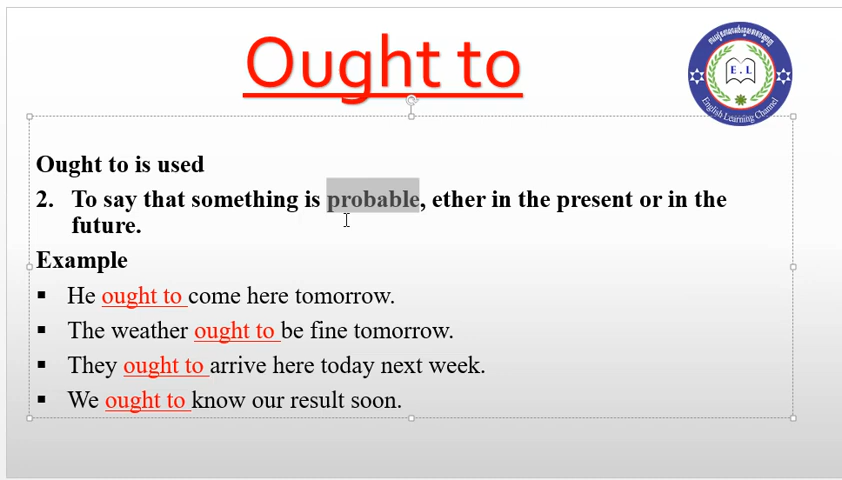 Ought to
E.L
English Learning Channel
Ought to is used
2. To say that something is probable, ether in the present or in the
future.
Example
▪ He ought to come here tomorrow.
▪ The weather ought to be fine tomorrow.
▪ They ought to arrive here today next week.
▪ We ought to know our result soon.